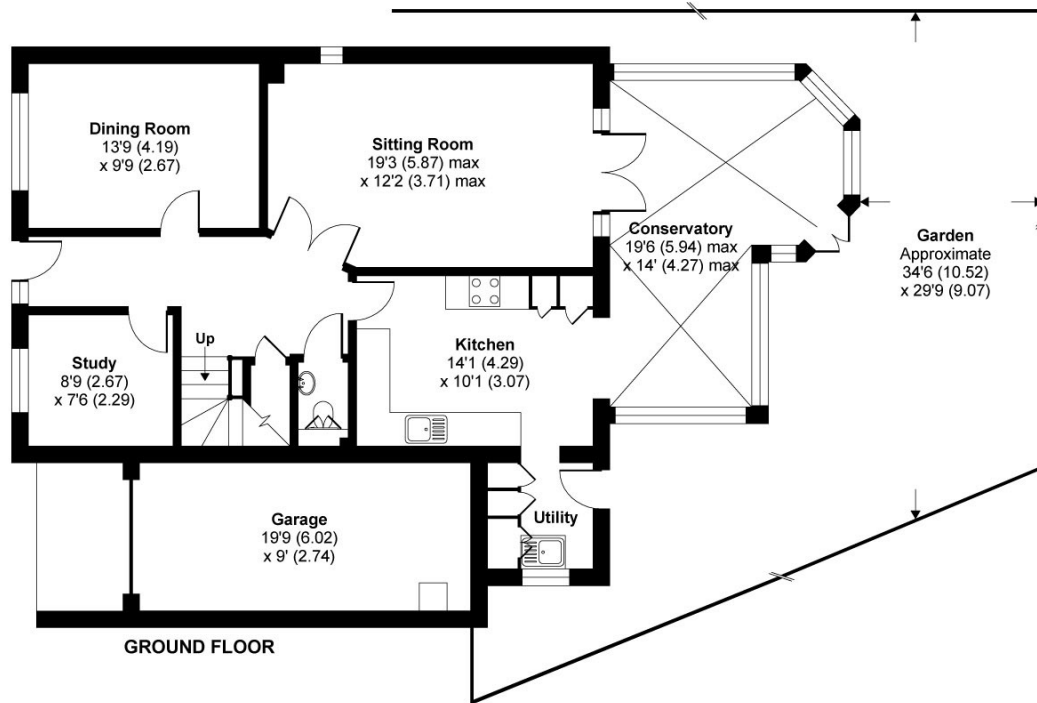 Dining Room
13'9 (4.19)
x 9'9 (2.67)
Sitting Room
19'3 (5.87) max
x 12'2 (3.71) max
Conservatory
19'6 (5.94) max
x 14' (4.27) max
Garden
Approximate
34'6 (10.52)
x 29'9 (9.07)
Study
8'9 (2.67)
x 7'6 (2.29)
Up
Kitchen
14'1 (4.29)
x 10'1 (3.07)
Garage
19'9 (6.02)
x 9' (2.74)
Utility
GROUND FLOOR